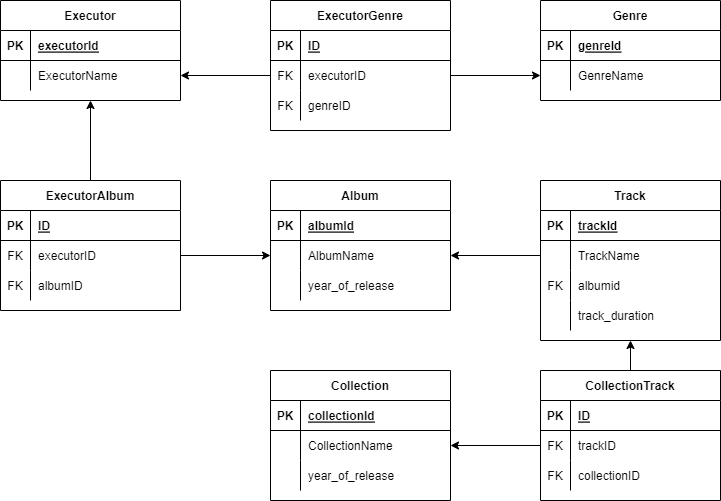 Executor
PK executorId
ExecutorName
ExecutorGenre
PK ID
FK executorID
FK genreID
Genre
PK genreId
GenreName
ExecutorAlbum
PK ID
FK executorID
FK albumID
Album
PK albumId
AlbumName
year_of_release
Track
PK trackId
TrackName
FK albumid
track_duration
Collection
PK collectionId
CollectionName
year_of_release
CollectionTrack
PK ID
FK trackID
FK collectionID